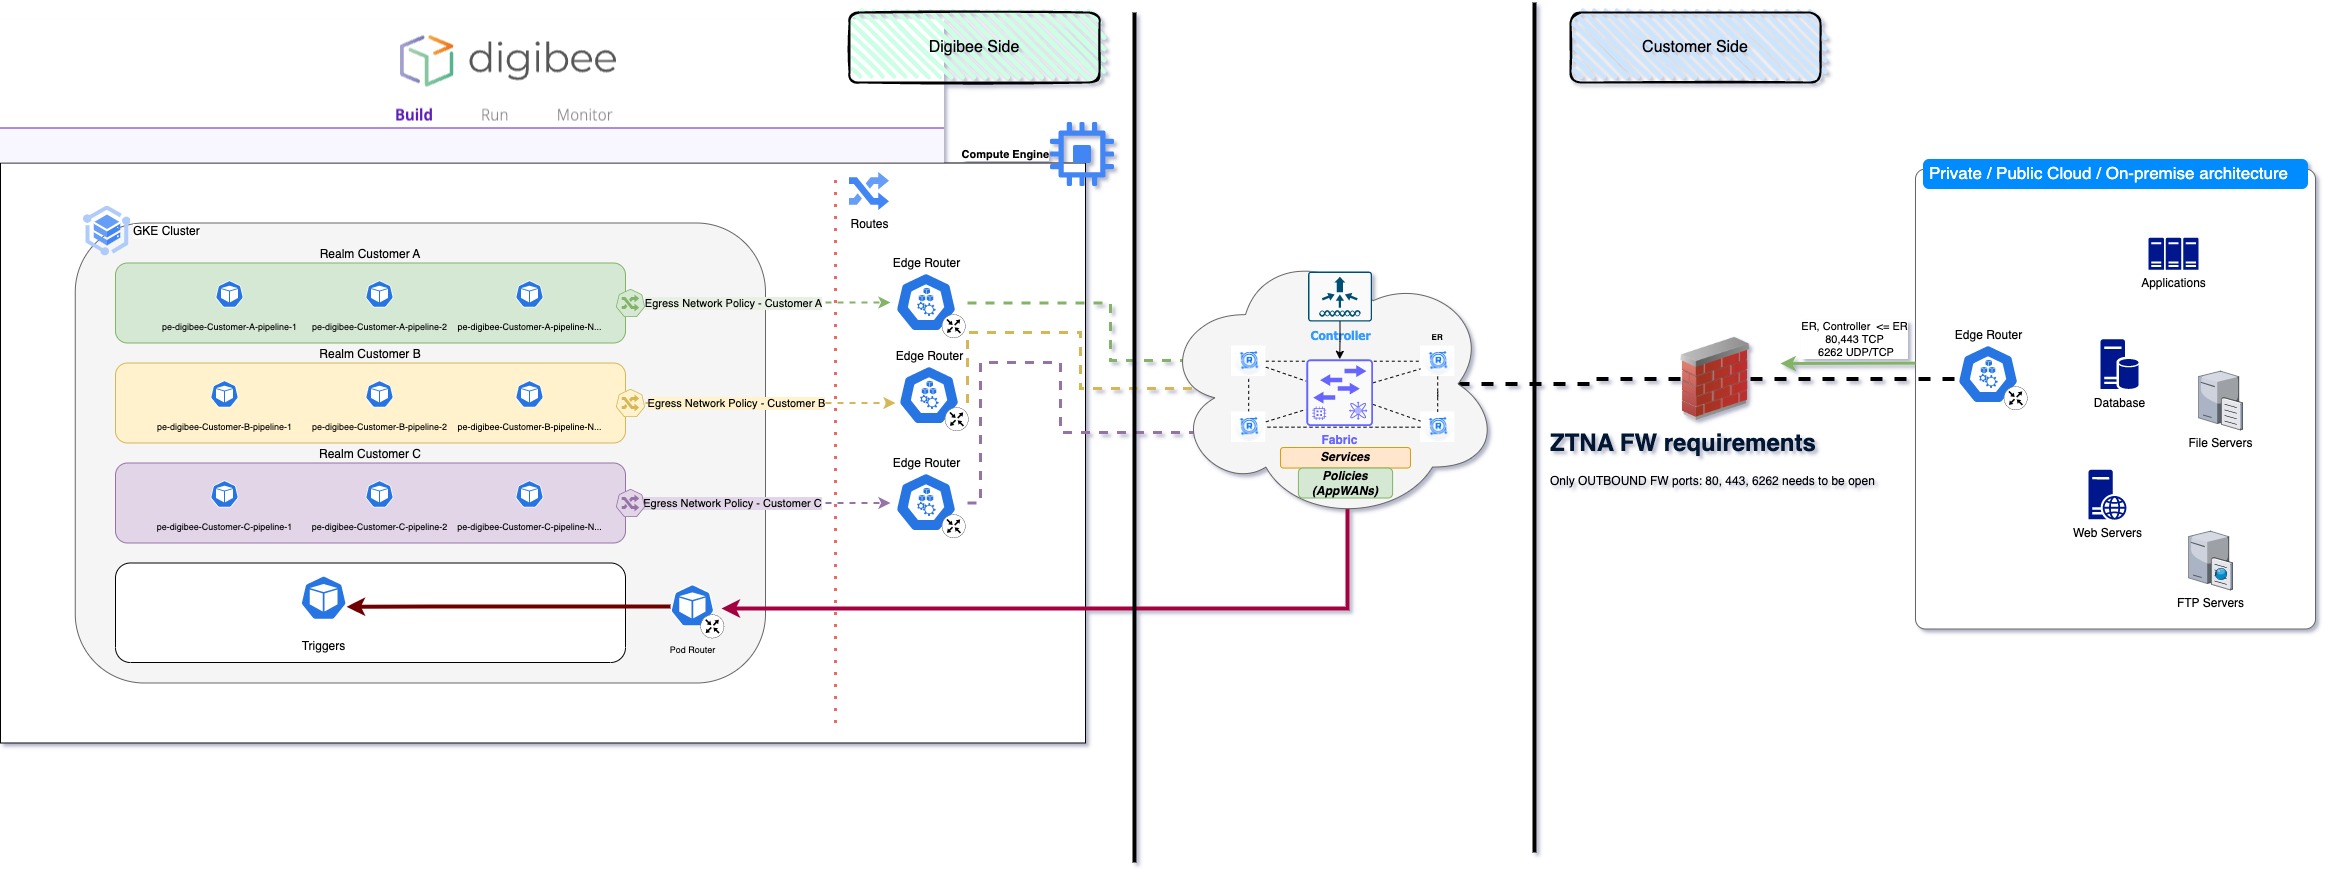 digibee
Build
Run
Monitor
Digibee Side
Customer Side
Compute Engine
Routes
GKE Cluster
Realm Customer A
pe-digibee-Customer-A-pipeline-1
pe-digibee-Customer-A-pipeline-2
pe-digibee-Customer-A-pipeline-N...
Egress Network Policy - Customer A
Realm Customer B
pe-digibee-Customer-B-pipeline-1
pe-digibee-Customer-B-pipeline-2
pe-digibee-Customer-B-pipeline-N...
Egress Network Policy - Customer B
Realm Customer C
pe-digibee-Customer-C-pipeline-1
pe-digibee-Customer-C-pipeline-2
pe-digibee-Customer-C-pipeline-N...
Egress Network Policy - Customer C
Triggers
Pod Router
Edge Router
Edge Router
Edge Router
Controller
ER
R
R
R
R
Fabric
Services
Policies
(AppWANs)
ER, Controller <= ER
80,443 TCP
6262 UDP/TCP
ZTNA FW requirements
Only OUTBOUND FW ports: 80, 443, 6262 needs to be open
Private / Public Cloud / On-premise architecture
Applications
Edge Router
Database
File Servers
Web Servers
FTP Servers